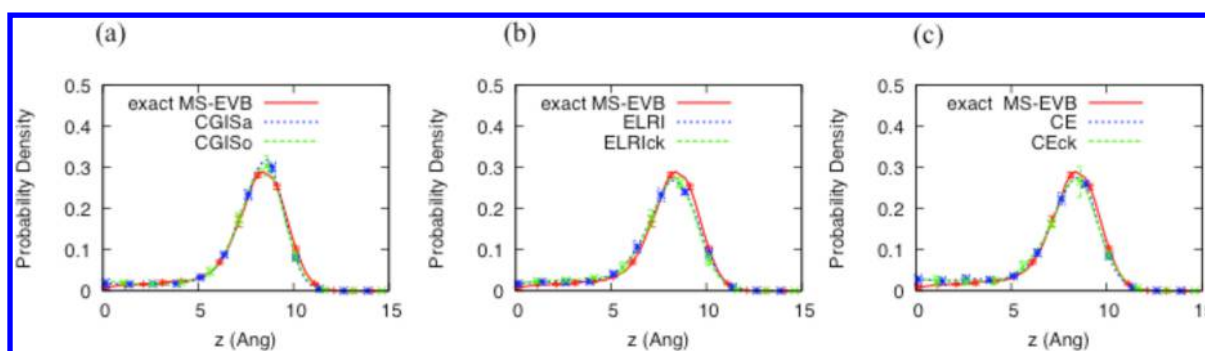 (a)
0.5
0.4
0.3
0.2
0.1
0
0 5 10 15
Probability Density
z (Ang)
exact MS-EVB
CGISa
CGISo
(b)
0.5
0.4
0.3
0.2
0.1
0
0 5 10 15
Probability Density
z (Ang)
exact MS-EVB
ELRI
ELRIck
(c)
0.5
0.4
0.3
0.2
0.1
0
0 5 10 15
Probability Density
z (Ang)
exact MS-EVB
CE
CEck